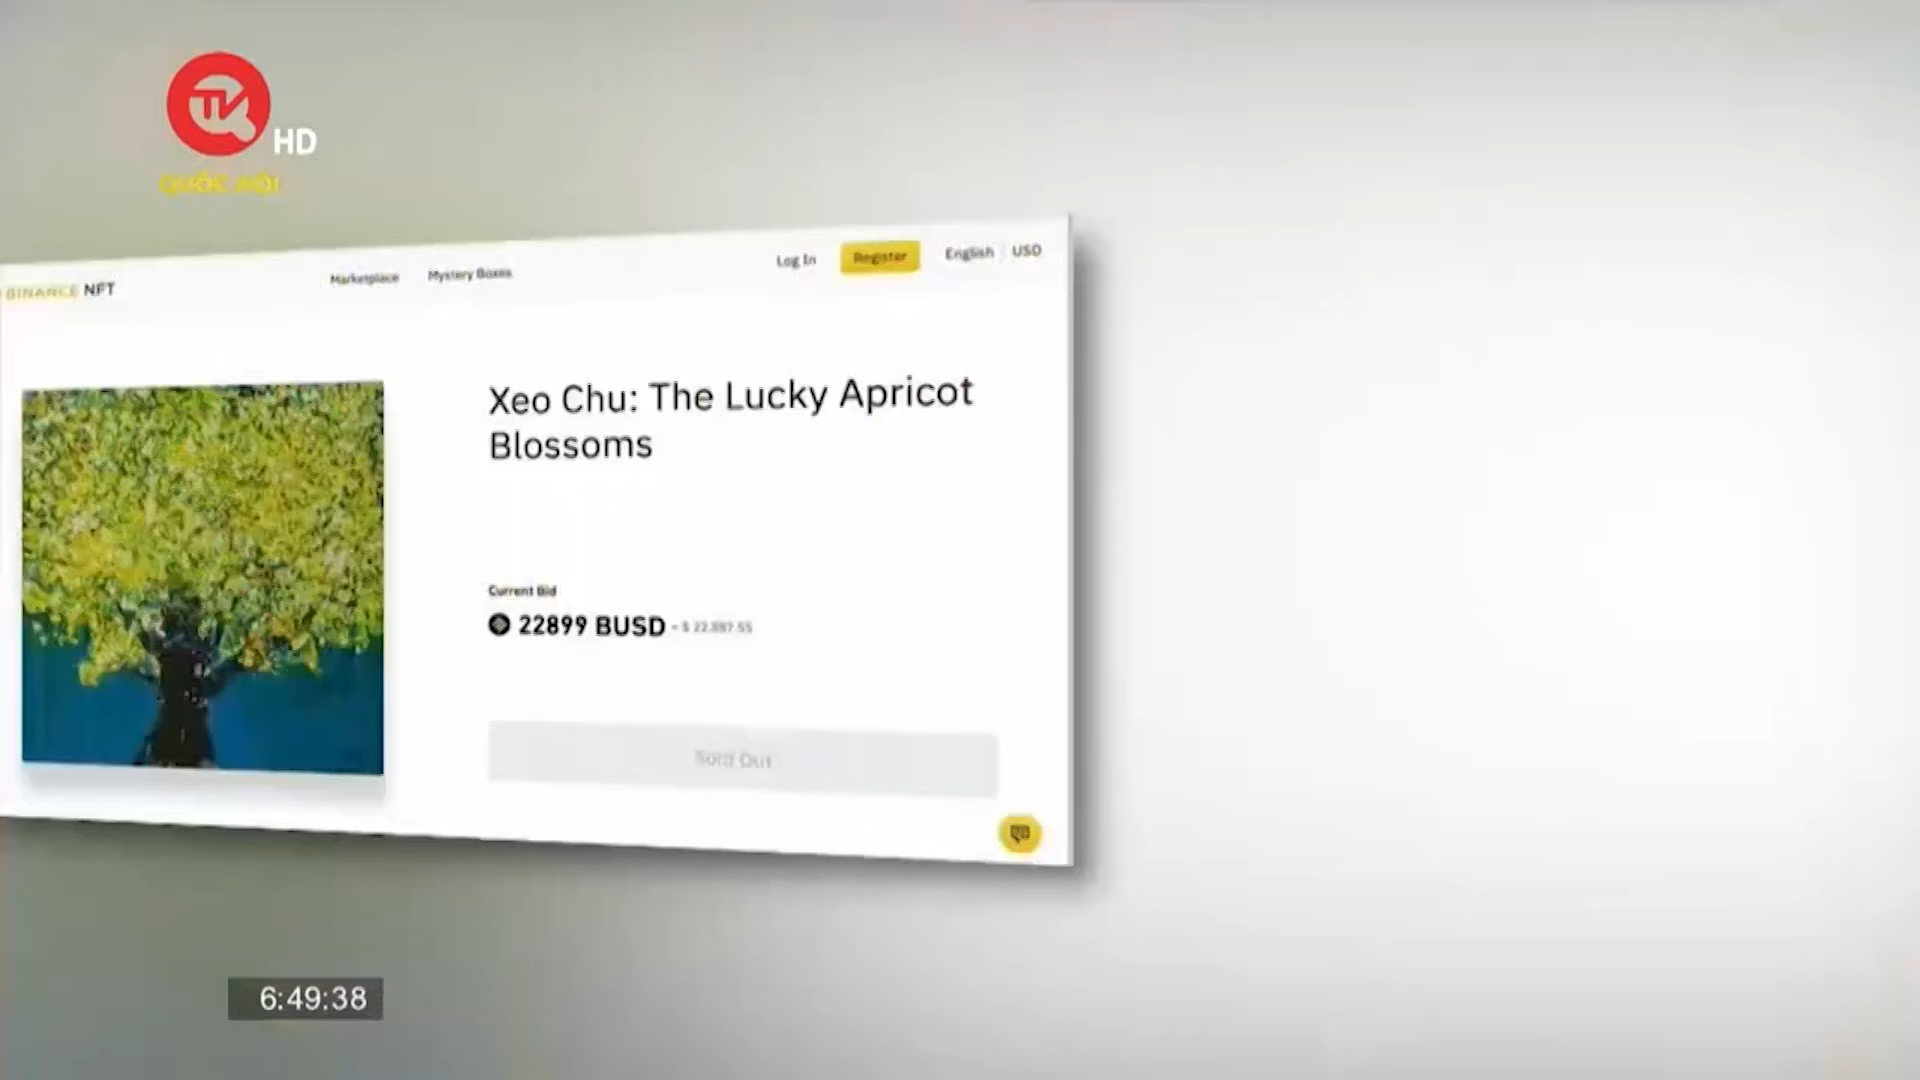 TV
HD
QUỐC HỘI
BINANCE NFT
Marketplace
Mystery Boxes
Log In
Register
English
USD
Xeo Chu: The Lucky Apricot
Blossoms
Current Bid
22899 BUSD
Sold Out
6:49:38